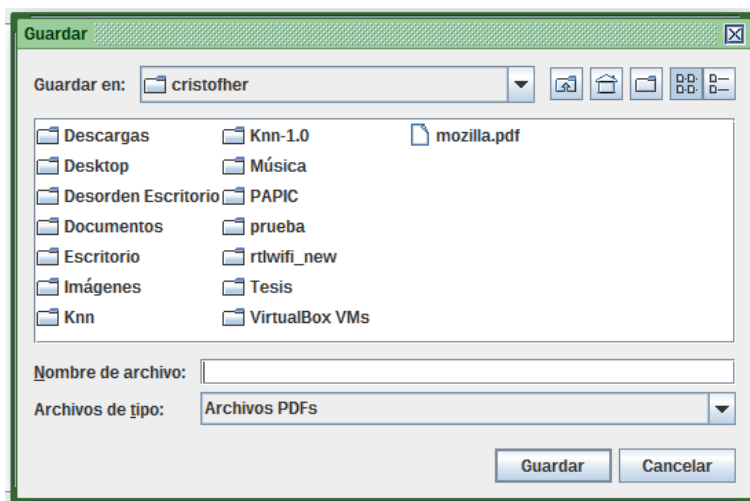 Guardar
Guardar en: cristofher
Descargas Knn-1.0 mozilla.pdf
Desktop Música
Desorden Escritorio PAPIC
Documentos prueba
Escritorio rtlwifi_new
Imágenes Tesis
Knn VirtualBox VMs
Nombre de archivo:
Archivos de tipo: Archivos PDFs
Guardar Cancelar